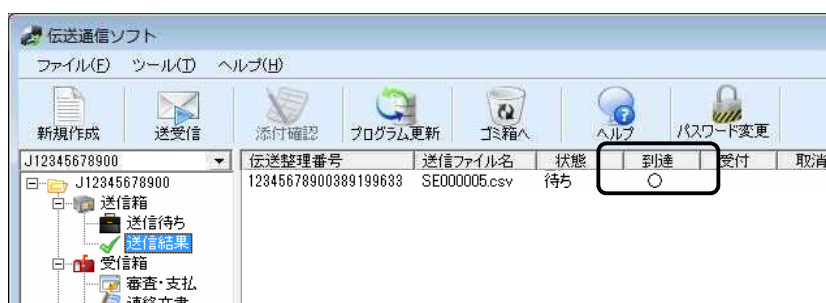 伝送通信ソフト
ファイル(F) ツール(T) ヘルプ(H)
新規作成 送受信 添付確認 プログラム更新 ゴミ箱へ ヘルプ パスワード変更
J12345678900 伝送整理番号 送信ファイル名 状態 到達 受付 取消
J12345678900 12345678900389199633 SE000005.csv 待ち ○
送信箱
送信待ち
送信結果
受信箱
審査・支払
連絡文書